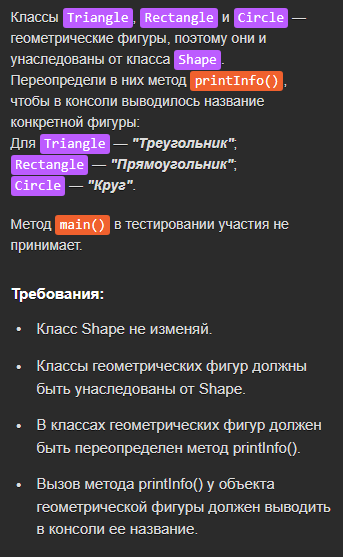 Классы Triangle, Rectangle и Circle —
геометрические фигуры, поэтому они и
унаследованы от класса Shape.
Переопредели в них метод printInfo(),
чтобы в консоли выводилось название
конкретной фигуры:
Для Triangle — "Треугольник";
Rectangle — "Прямоугольник";
Circle — "Круг".
Метод main() в тестировании участия не
принимает.
Требования:
• Класс Shape не изменяй.
• Классы геометрических фигур должны
быть унаследованы от Shape.
• В классах геометрических фигур должен
быть переопределен метод printInfo().
• Вызов метода printInfo() у объекта
геометрической фигуры должен выводить
в консоли ее название.